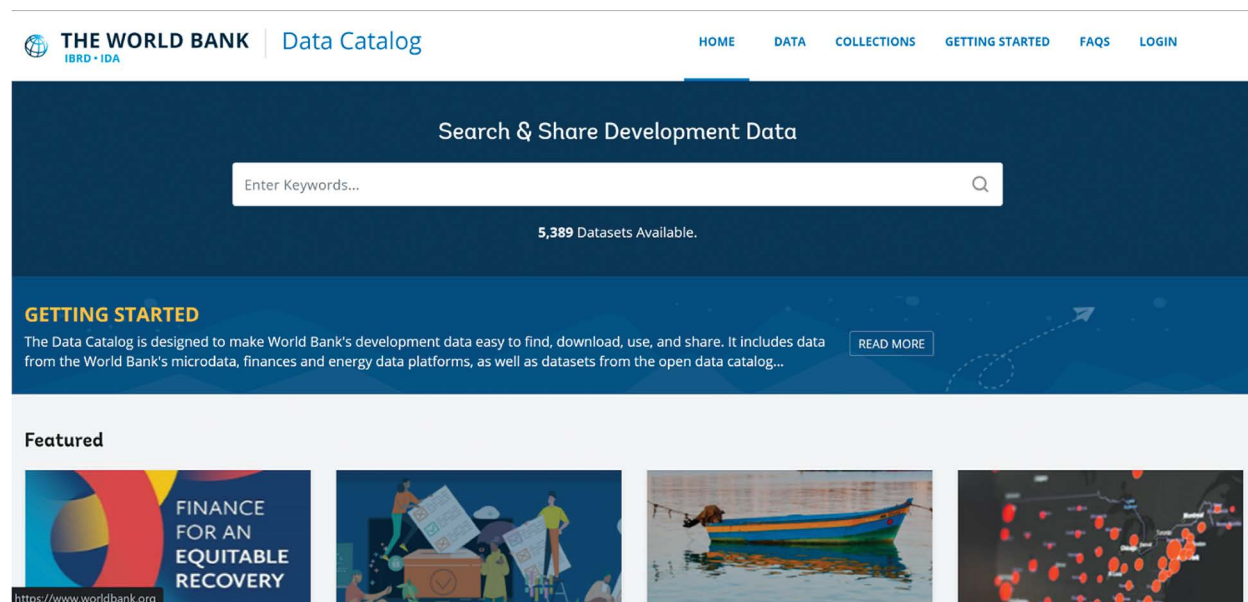 THE WORLD BANK
IBRD • IDA
Data Catalog
HOME
DATA
COLLECTIONS
GETTING STARTED
FAQS
LOGIN
Search & Share Development Data
Enter Keywords...
5,389 Datasets Available.
GETTING STARTED
The Data Catalog is designed to make World Bank's development data easy to find, download, use, and share. It includes data
from the World Bank's microdata, finances and energy data platforms, as well as datasets from the open data catalog...
READ MORE
Featured
FINANCE
FOR AN
EQUITABLE
RECOVERY
Montreal
Toronto
Chicago
https://www.worldbank.org